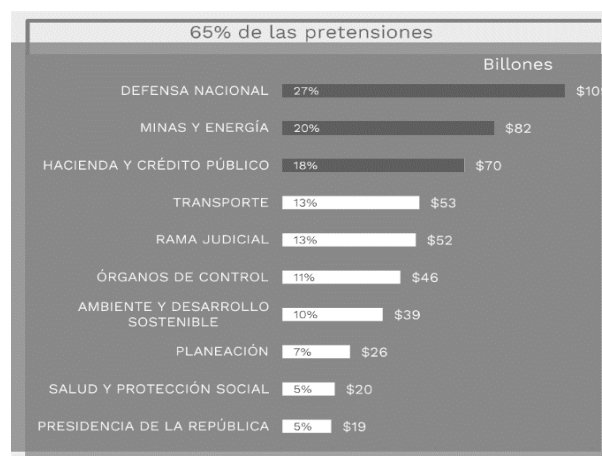 65% de las pretensiones
Billones
DEFENSA NACIONAL 27%
MINAS Y ENERGÍA 20% $82
HACIENDA Y CRÉDITO PÚBLICO 18% $70
TRANSPORTE 13% $53
RAMA JUDICIAL 13% $52
ÓRGANOS DE CONTROL 11% $46
AMBIENTE Y DESARROLLO
SOSTENIBLE 10% $39
PLANEACIÓN 7% $26
SALUD Y PROTECCIÓN SOCIAL 5% $20
PRESIDENCIA DE LA REPÚBLICA 5% $19